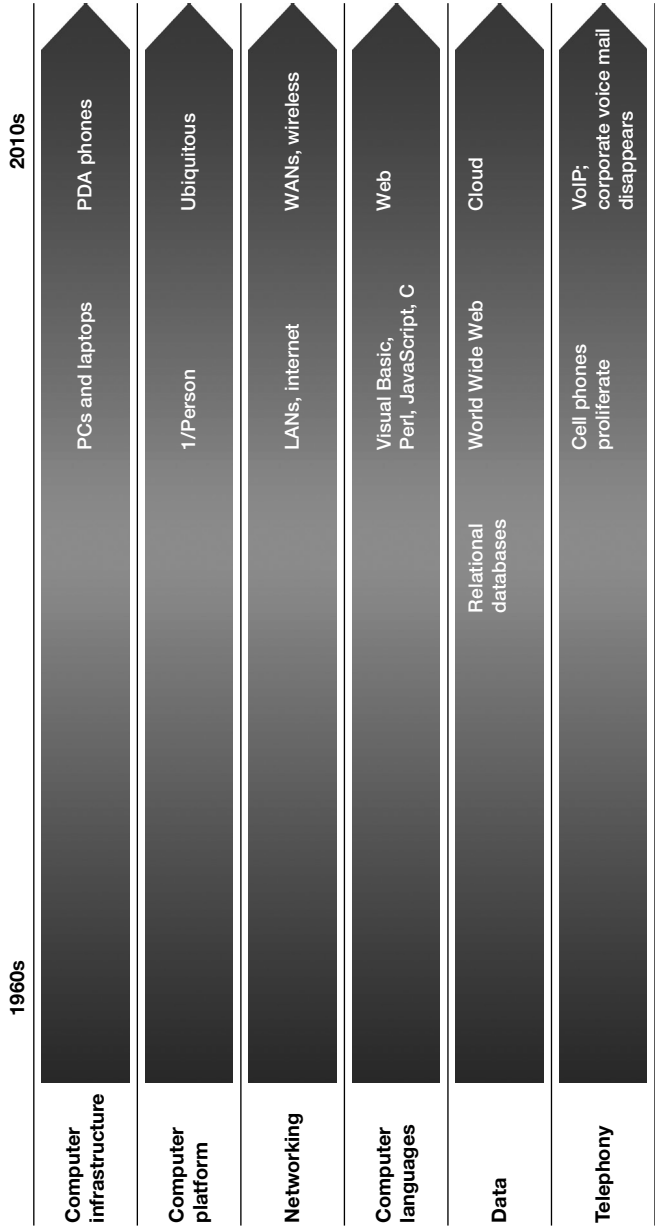 1960s
2010s
Computer
infrastructure
PCs and laptops
PDA phones
Computer
platform
1/Person
Ubiquitous
Networking
LANs, internet
WANs, wireless
Computer
languages
Visual Basic,
Perl, JavaScript, C
Web
Data
Relational
databases
World Wide Web
Cloud
Telephony
Cell phones
proliferate
VoIP;
corporate voice mail
disappears